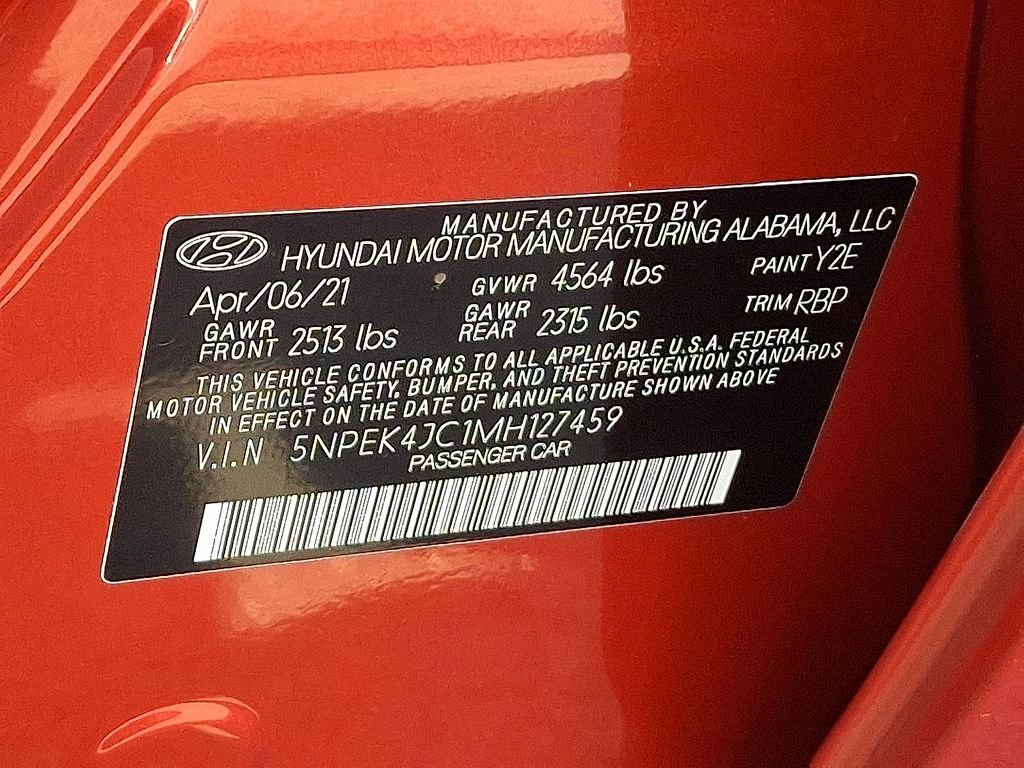 MANUFACTURED BY
HYUNDAI MOTOR MANUFACTURING ALABAMA, LLC
Apr/06/21 GVWR 4564 lbs PAINT Y2E
GAWR FRONT 2513 lbs GAWR REAR 2315 lbs TRIM RBP
THIS VEHICLE CONFORMS TO ALL APPLICABLE U.S.A. FEDERAL
MOTOR VEHICLE SAFETY, BUMPER, AND THEFT PREVENTION STANDARDS
IN EFFECT ON THE DATE OF MANUFACTURE SHOWN ABOVE
V.I.N 5NPEK4JC1MH127459
PASSENGER CAR